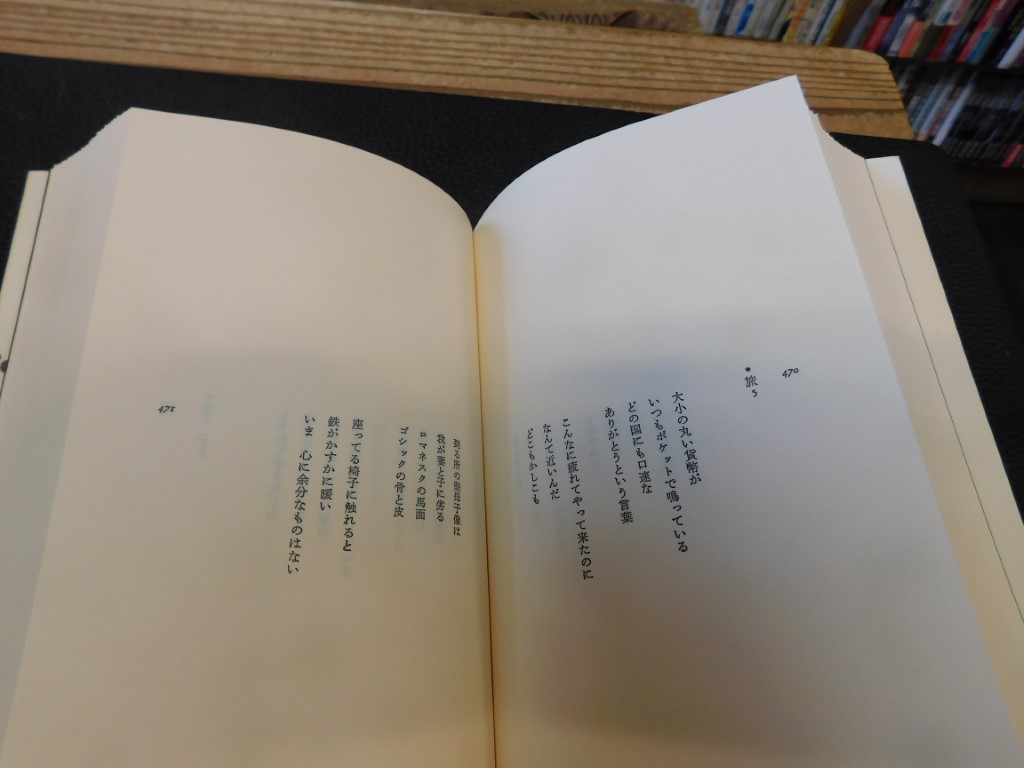 470
*旅 5
大小の丸い貨幣が
いつもポケットで鳴っている
どの国にも口速な
ありがとうという言葉
こんなに疲れてやって来たのに
なんて近いんだ
どこもかしこも
到る所の聖母子像は
我が妻と子に劣る
ロマネスクの馬面
ゴシックの骨と皮
座ってる椅子に触れると
鉄がかすかに暖い
いま 心に余分なものはない
471